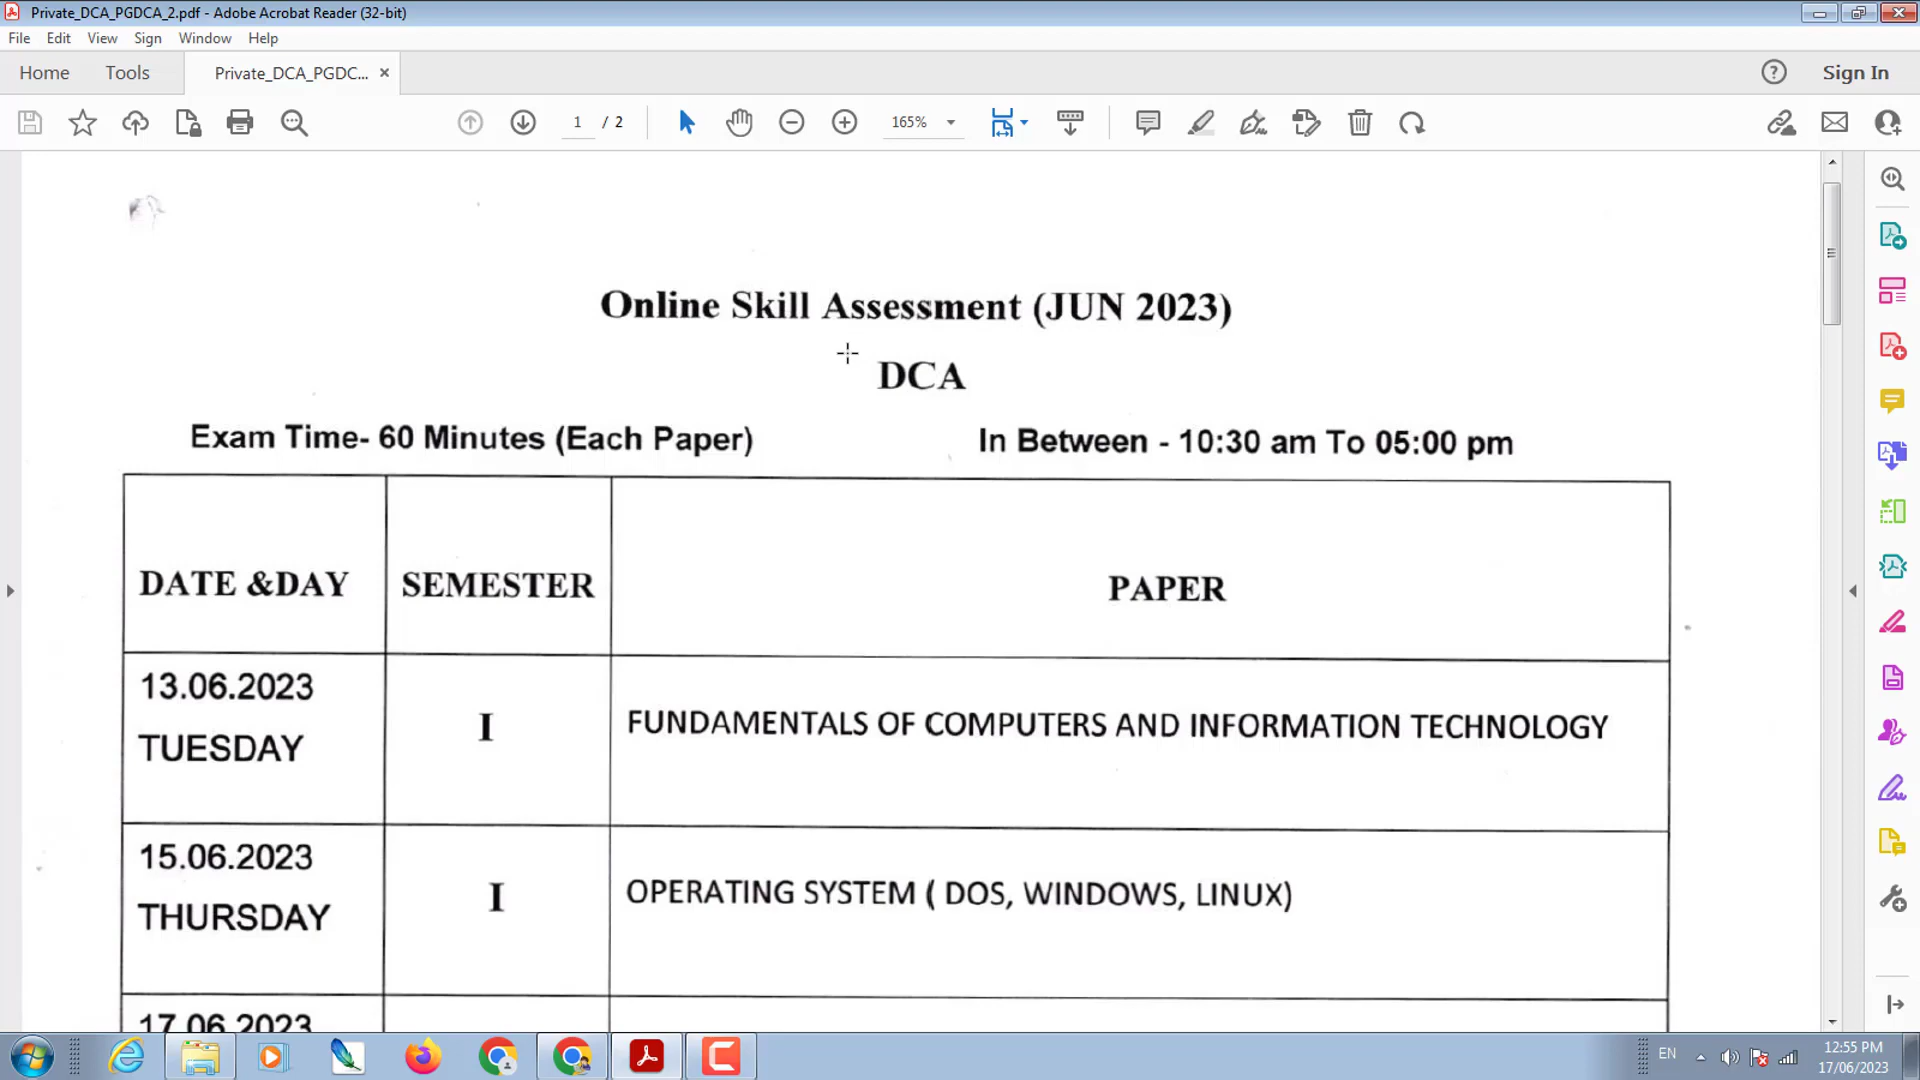 Private_DCA_PGDCA_2.pdf - Adobe Acrobat Reader (32-bit)
File Edit View Sign Window Help
Home Tools Private_DCA_PGDC... Sign In
1 / 2 165%
Online Skill Assessment (JUN 2023)
DCA
Exam Time- 60 Minutes (Each Paper) In Between - 10:30 am To 05:00 pm
DATE &DAY SEMESTER PAPER
13.06.2023
TUESDAY
I FUNDAMENTALS OF COMPUTERS AND INFORMATION TECHNOLOGY
15.06.2023
THURSDAY
I OPERATING SYSTEM ( DOS, WINDOWS, LINUX)
17.06.2023
EN 12:55 PM
17/06/2023